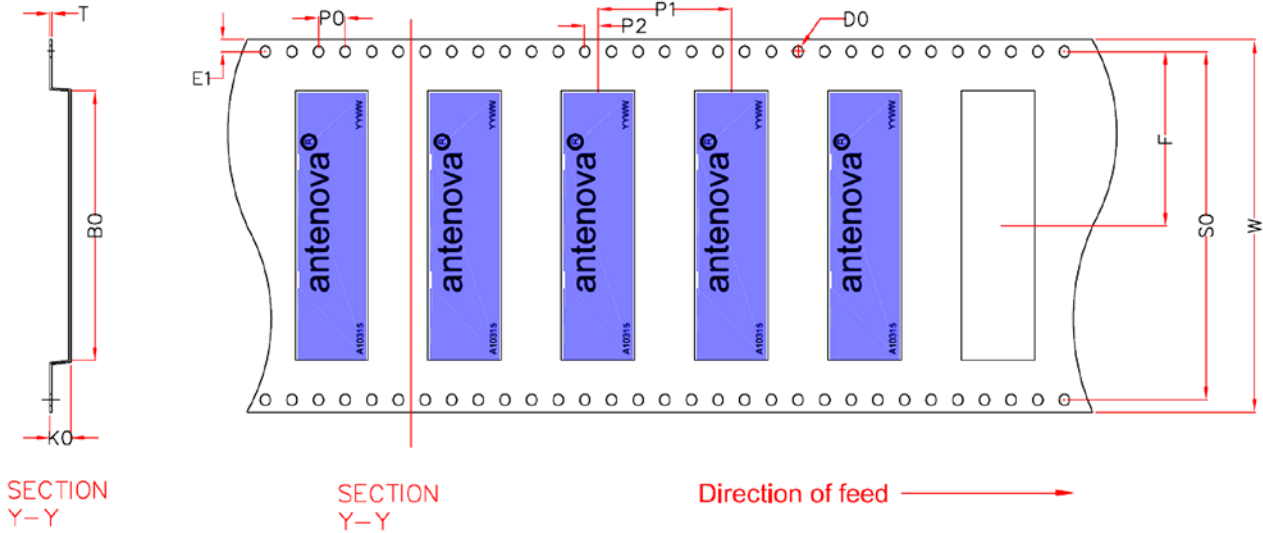 T
P0
P1
P2
D0
E1
B0
F
S0
W
K0
antenova®
YYWW
A10315
antenova®
YYWW
A10315
antenova®
YYWW
A10315
antenova®
YYWW
A10315
antenova®
YYWW
A10315
SECTION
Y-Y
SECTION
Y-Y
Direction of feed